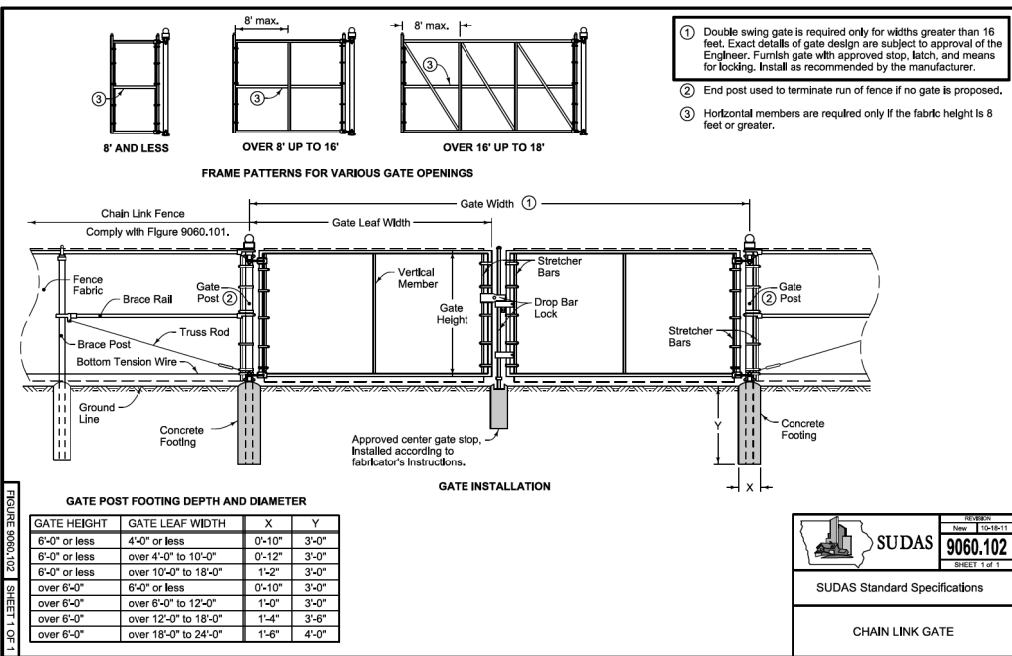 8' max.
8' max.
③
③
③
8' AND LESS
OVER 8' UP TO 16'
OVER 16' UP TO 18'
FRAME PATTERNS FOR VARIOUS GATE OPENINGS
① Double swing gate is required only for widths greater than 16
feet. Exact details of gate design are subject to approval of the
Engineer. Furnish gate with approved stop, latch, and means
for locking. Install as recommended by the manufacturer.
② End post used to terminate run of fence if no gate is proposed.
③ Horizontal members are required only if the fabric height is 8
feet or greater.
Gate Width ①
Chain Link Fence
Comply with Figure 9060.101.
Gate Leaf Width
Fence
Fabric
Brace Rail
Gate
Post ②
Truss Rod
Brace Post
Bottom Tension Wire
Ground
Line
Concrete
Footing
Vertical
Member
Gate
Height
Stretcher
Bars
Drop Bar
Lock
Stretcher
Bars
Gate
② Post
Approved center gate stop,
installed according to
fabricator's instructions.
Y
Concrete
Footing
X
GATE INSTALLATION
GATE POST FOOTING DEPTH AND DIAMETER
GATE HEIGHT GATE LEAF WIDTH X Y
6'-0" or less 4'-0" or less 0'-10" 3'-0"
6'-0" or less over 4'-0" to 10'-0" 0'-12" 3'-0"
6'-0" or less over 10'-0" to 18'-0" 1'-2" 3'-0"
over 6'-0" 6'-0" or less 0'-10" 3'-0"
over 6'-0" over 6'-0" to 12'-0" 1'-0" 3'-0"
over 6'-0" over 12'-0" to 18'-0" 1'-4" 3'-6"
over 6'-0" over 18'-0" to 24'-0" 1'-6" 4'-0"
FIGURE 9060.102 SHEET 1 OF 1
SUDAS
REVISION
New 10-18-11
9060.102
SHEET 1 of 1
SUDAS Standard Specifications
CHAIN LINK GATE